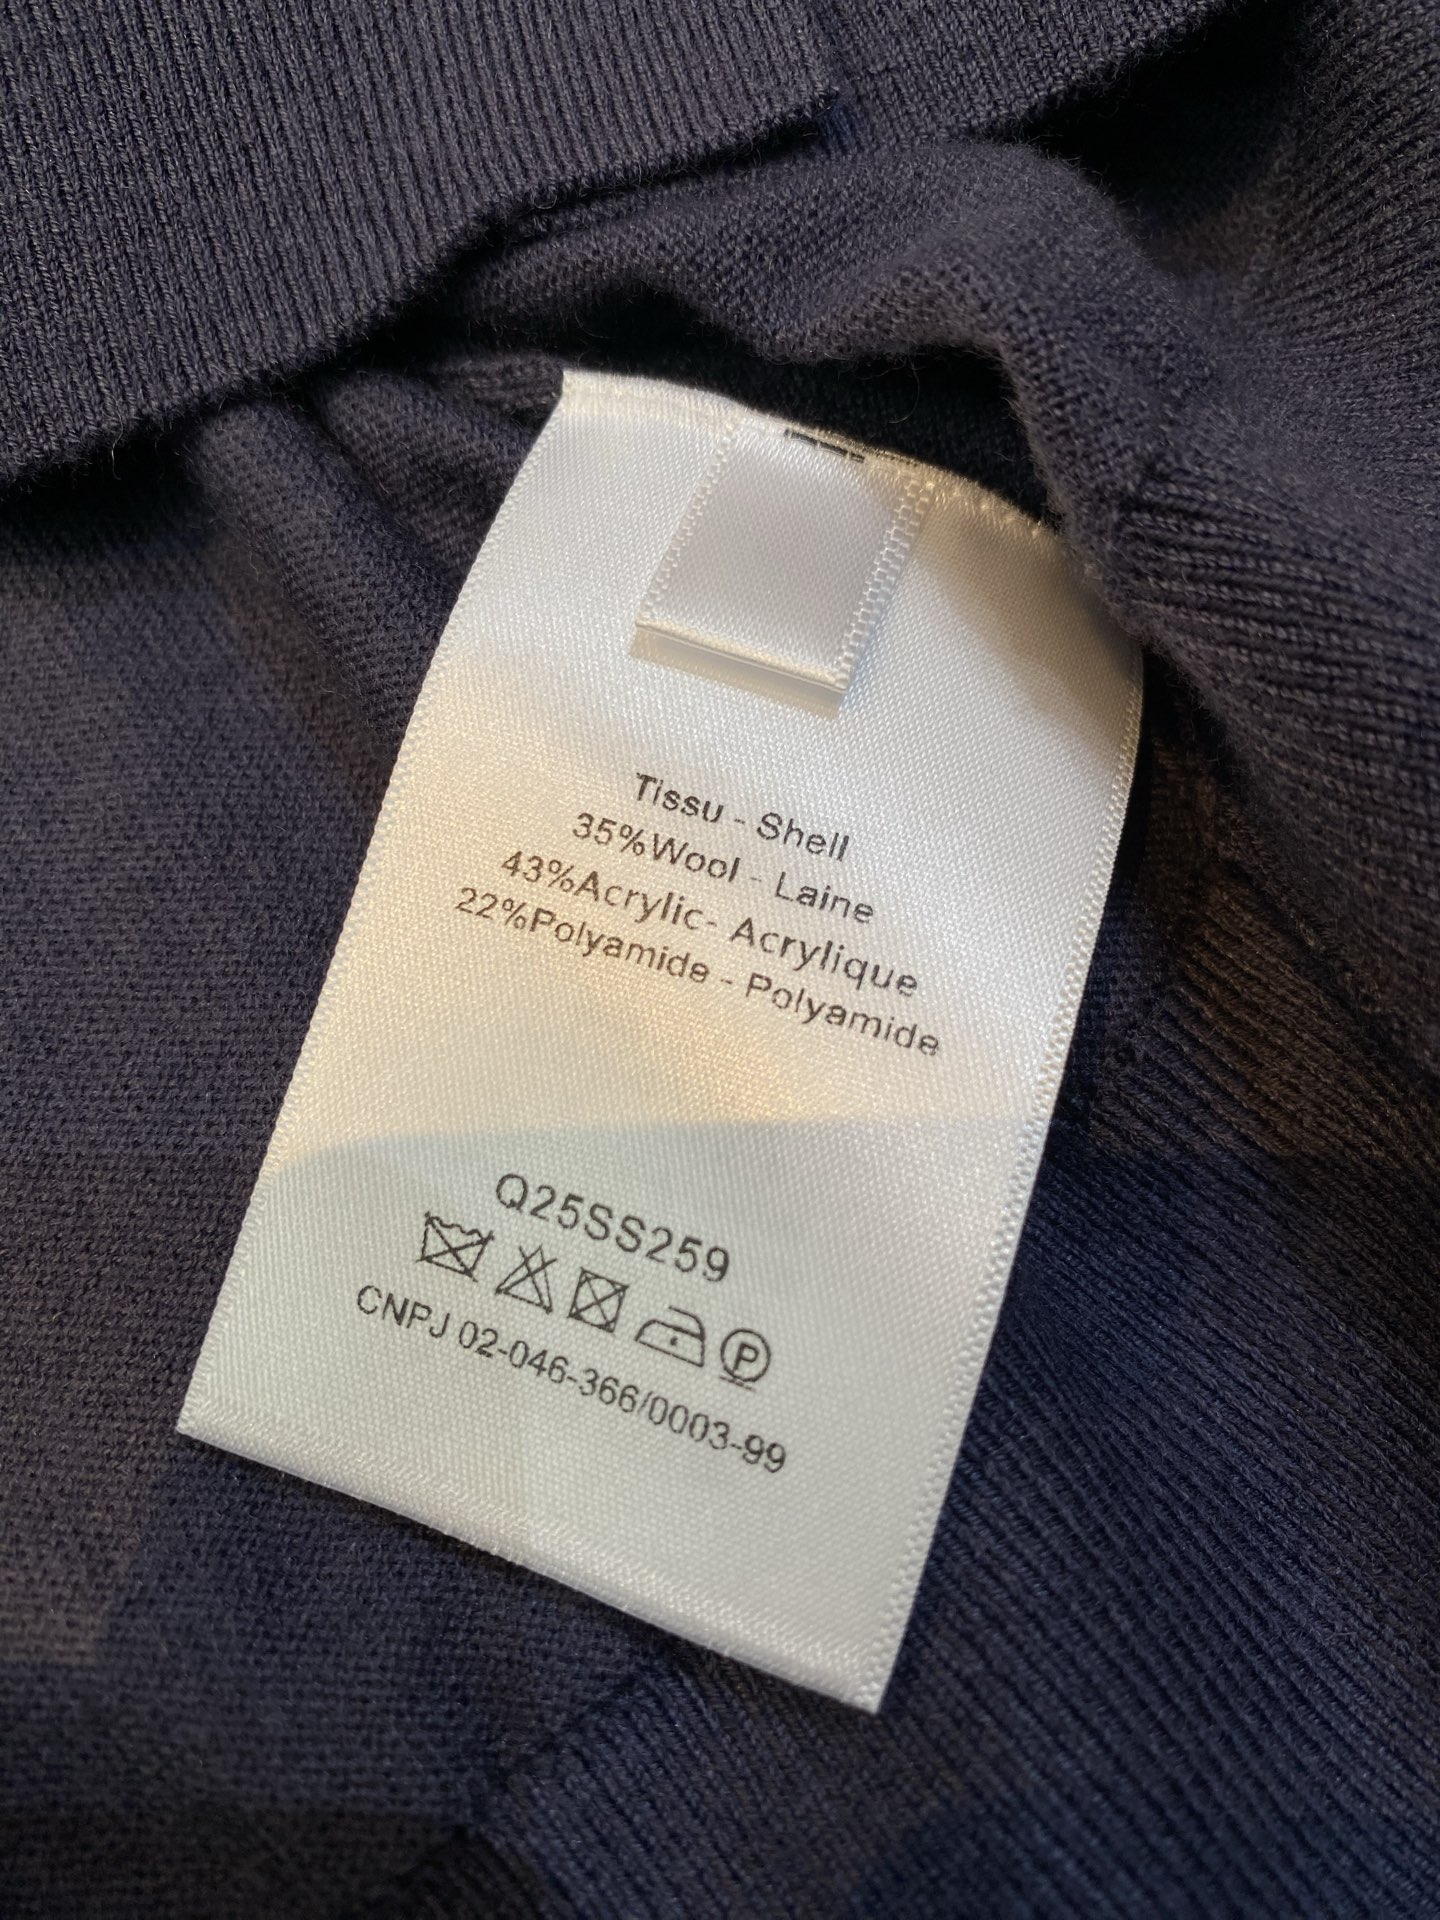 Tissu - Shell
35%Wool - Laine
43%Acrylic- Acrylique
22%Polyamide - Polyamide
Q25SS259
P
CNPJ 02-046-366/0003-99